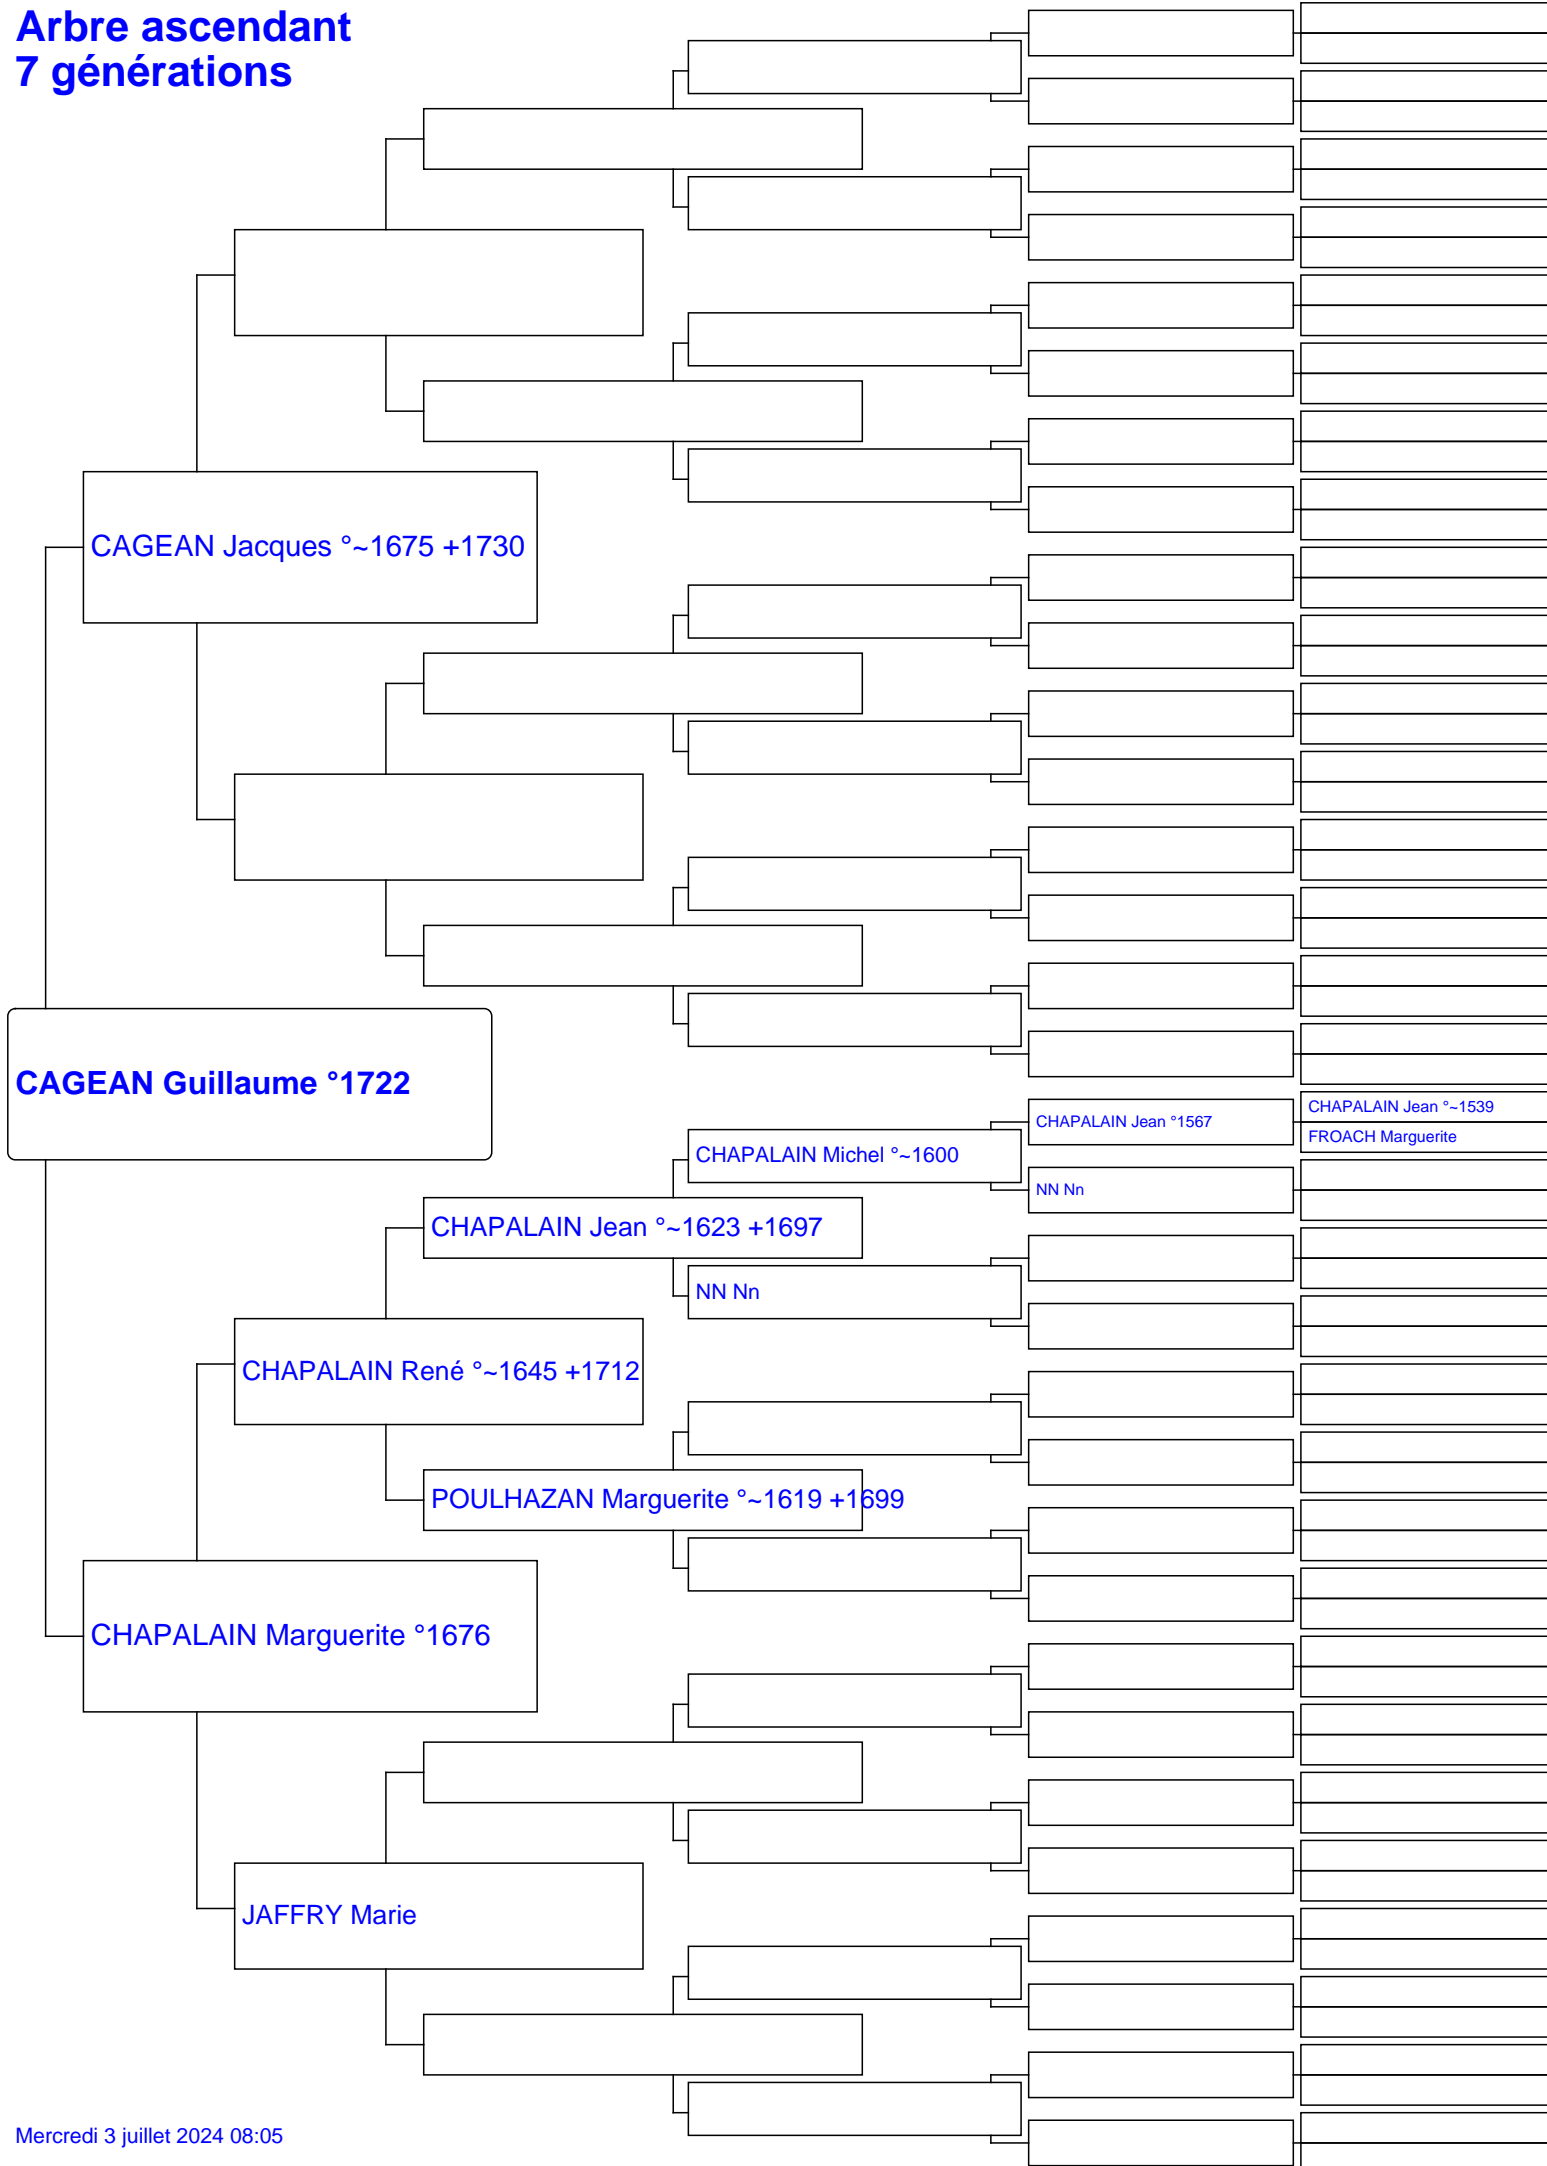 Arbre ascendant
7 générations
CAGEAN Jacques °~1675 +1730
CAGEAN Guillaume °1722
CHAPALAIN Jean °~1539
CHAPALAIN Jean °1567
FROACH Marguerite
CHAPALAIN Michel °~1600
NN Nn
CHAPALAIN Jean °~1623 +1697
NN Nn
CHAPALAIN René °~1645 +1712
POULHAZAN Marguerite °~1619 +1699
CHAPALAIN Marguerite °1676
JAFFRY Marie
Mercredi 3 juillet 2024 08:05